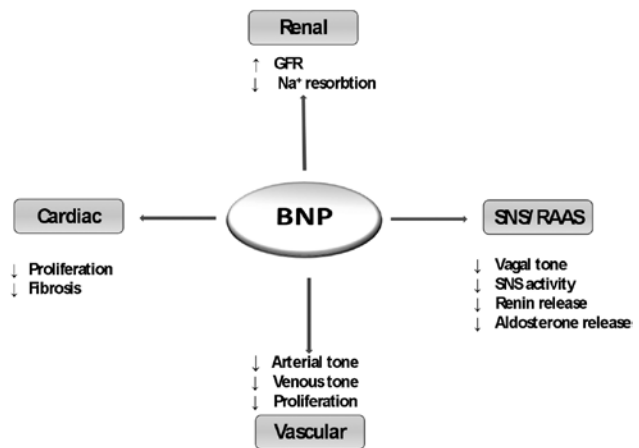 Renal
↑ GFR
↓ Na⁺ resorbtion
Cardiac
↓ Proliferation
↓ Fibrosis
BNP
SNS/ RAAS
↓ Vagal tone
↓ SNS activity
↓ Renin release
↓ Aldosterone release
↓ Arterial tone
↓ Venous tone
↓ Proliferation
Vascular